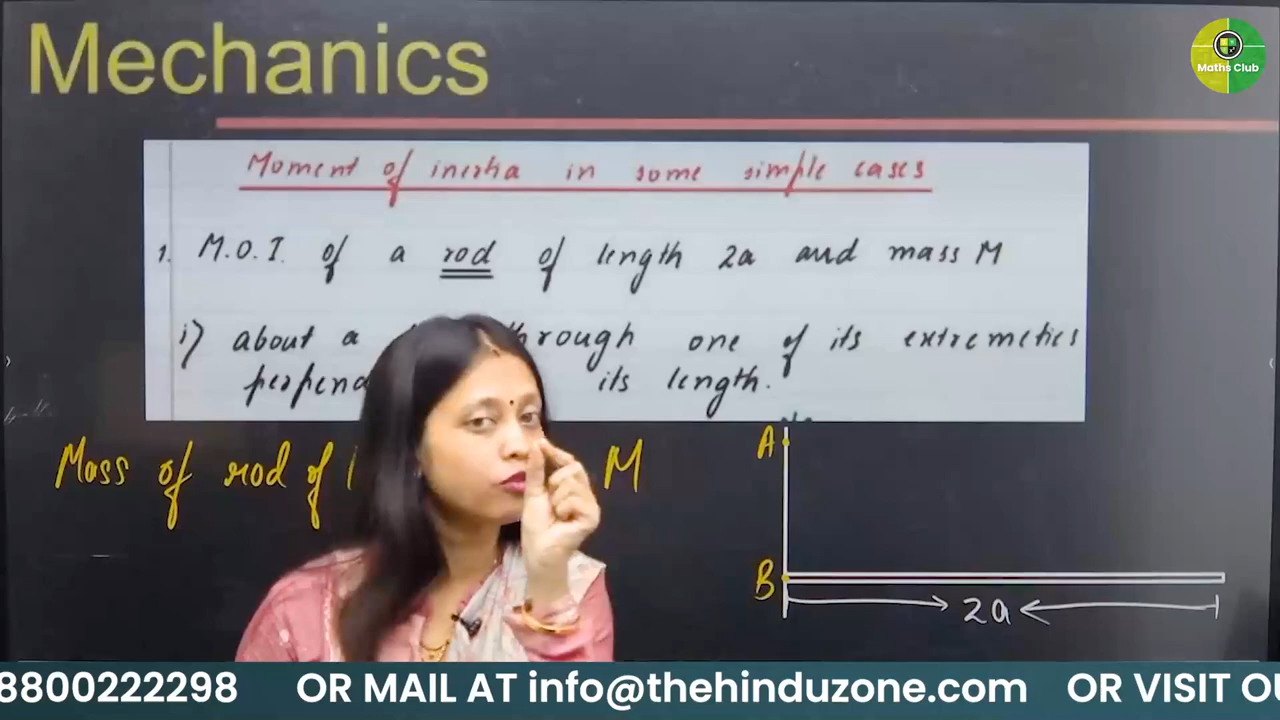 Mechanics
Maths Club
Moment of inertia in some simple cases
1. M.O.I. of a rod of length 2a and mass M
i) about a through one of its extremetics
its length.
Mass of rod of M
A
B
2a
8800222298 OR MAIL AT info@thehinduzone.com OR VISIT OU